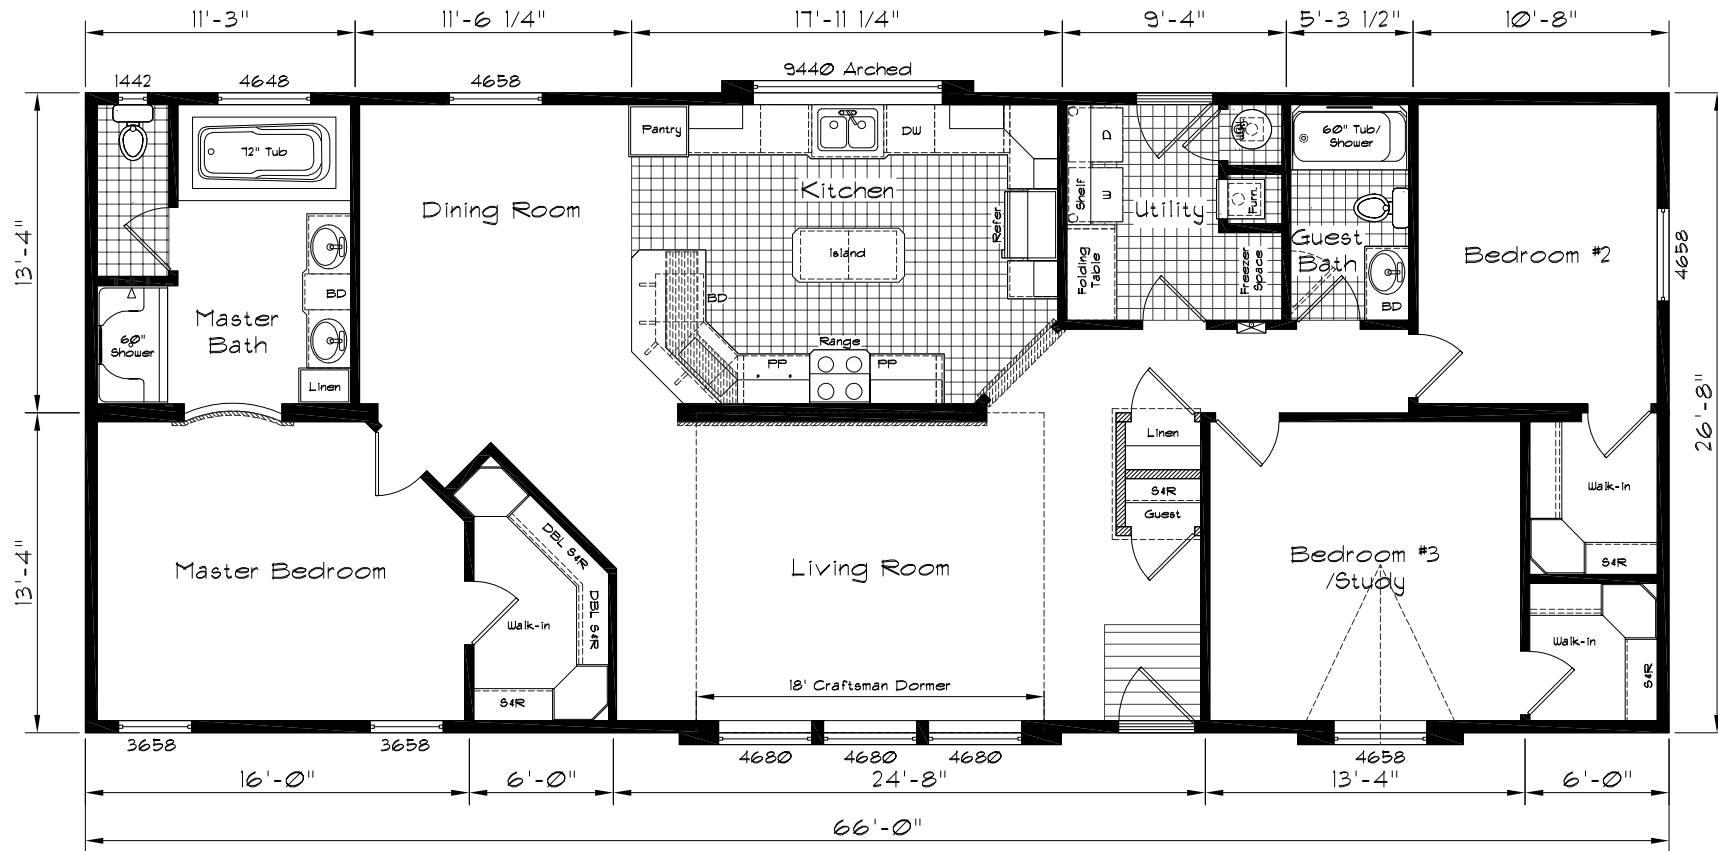 11'-3"
11'-6 1/4"
17'-11 1/4"
9'-4"
5'-3 1/2"
10'-8"
1442
4648
4658
9440 Arched
Pantry
DW
D
WH
60" Tub/
Shower
72" Tub
Kitchen
Shelf
W
Furn.
Utility
Dining Room
Refer
Guest
Bath
Bedroom #2
4658
13'-4"
Island
Folding
Table
Freezer
Space
BD
BD
BD
Master
Bath
60"
Shower
Range
PP
PP
Linen
26'-8"
Linen
S&R
Guest
Walk-in
S&R
DBL S&R
DBL S&R
Master Bedroom
Living Room
Bedroom #3
/Study
13'-4"
Walk-in
Walk-in
S&R
S&R
18' Craftsman Dormer
3658
3658
4680
4680
4680
4658
16'-0"
6'-0"
24'-8"
13'-4"
6'-0"
66'-0"